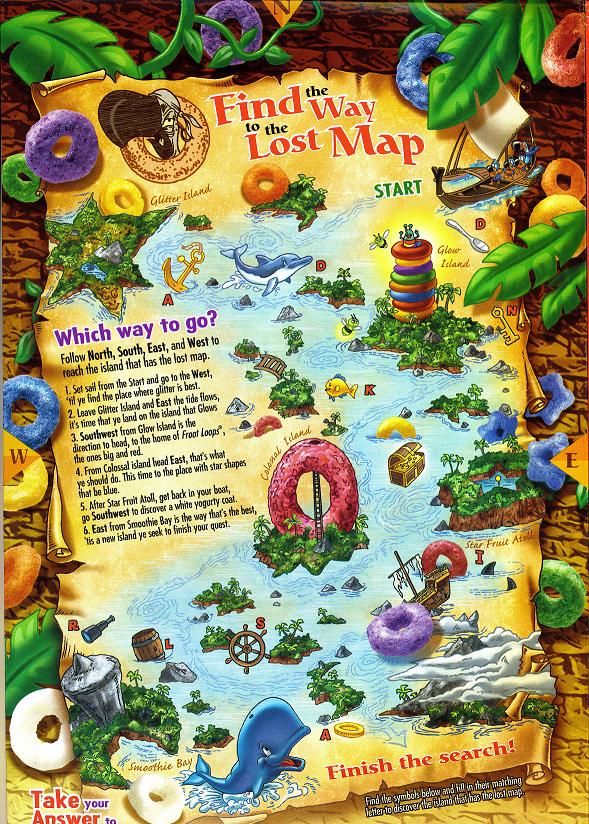 N
Find the Way
to the
Lost Map
START
Glitter Island
D
Glow
Island
A
D
N
Which way to go?
Follow North, South, East, and West to
reach the island that has the lost map.
1. Set sail from the Start and go to the West,
'til ye find the place where glitter is best.
2. Leave Glitter Island and East the tide flows,
it's time that ye land on the island that Glows
3. Southwest from Glow Island is the
direction to head, to the home of Froot Loops®,
the ones big and red.
4. From Colossal island head East, that's what
ye should do. This time to the place with star shapes
that be blue.
5. After Star Fruit Atoll, get back in your boat,
go Southwest to discover a white yogurty coat.
6. East from Smoothie Bay is the way that's the best,
'tis a new island ye seek to finish your quest.
K
Colossal Island
W
E
Star Fruit Atoll
I
R
L
S
A
Smoothie Bay
Finish the search!
Find the symbols below and fill in their matching
letter to discover the island that has the lost map.
Take your
Answer to